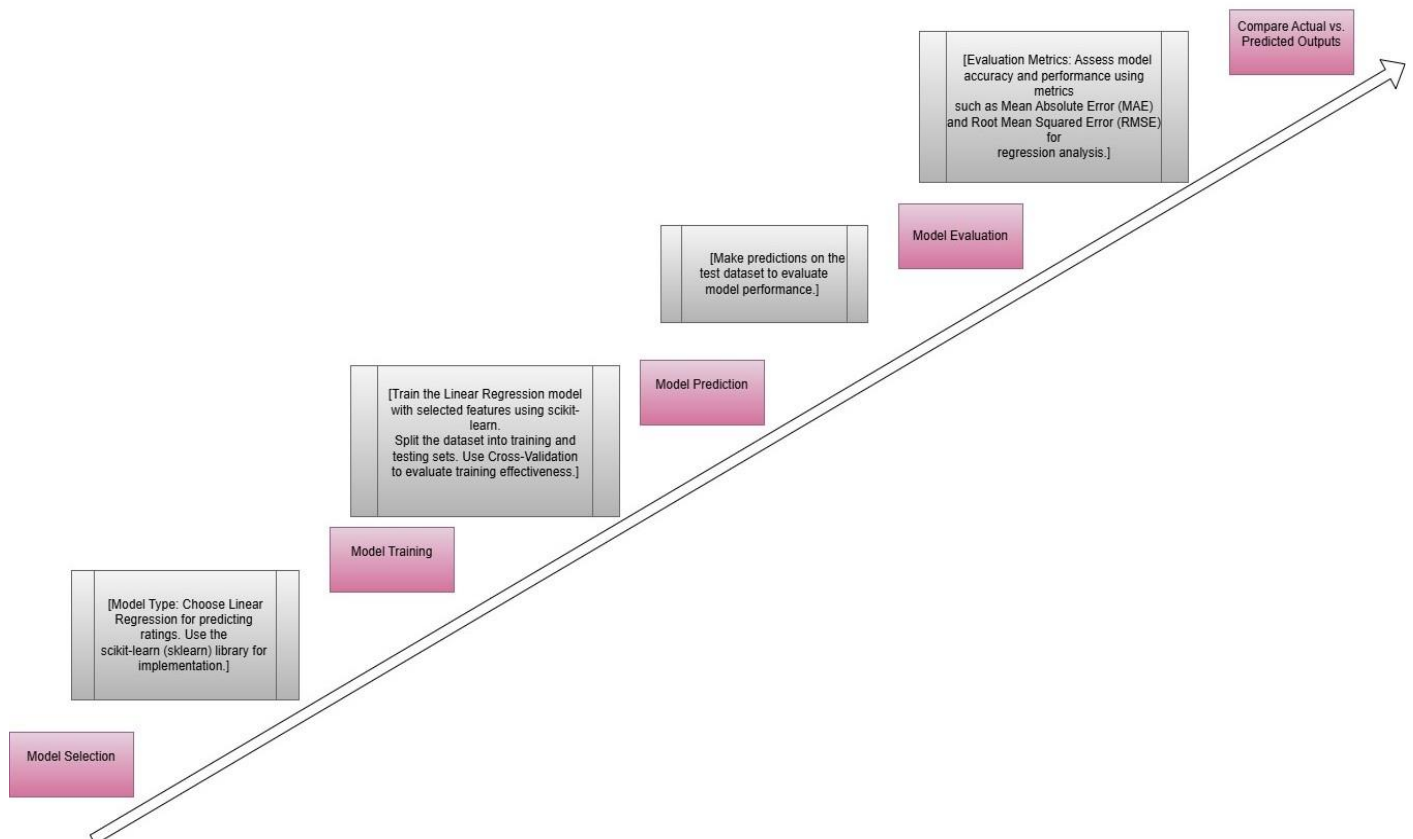 Compare Actual vs.
Predicted Outputs
[Evaluation Metrics: Assess model
accuracy and performance using
metrics
such as Mean Absolute Error (MAE)
and Root Mean Squared Error (RMSE)
for
regression analysis.]
Model Evaluation
[Make predictions on the
test dataset to evaluate
model performance.]
Model Prediction
[Train the Linear Regression model
with selected features using scikit-
learn.
Split the dataset into training and
testing sets. Use Cross-Validation
to evaluate training effectiveness.]
Model Training
[Model Type: Choose Linear
Regression for predicting
ratings. Use the
scikit-learn (sklearn) library for
implementation.]
Model Selection